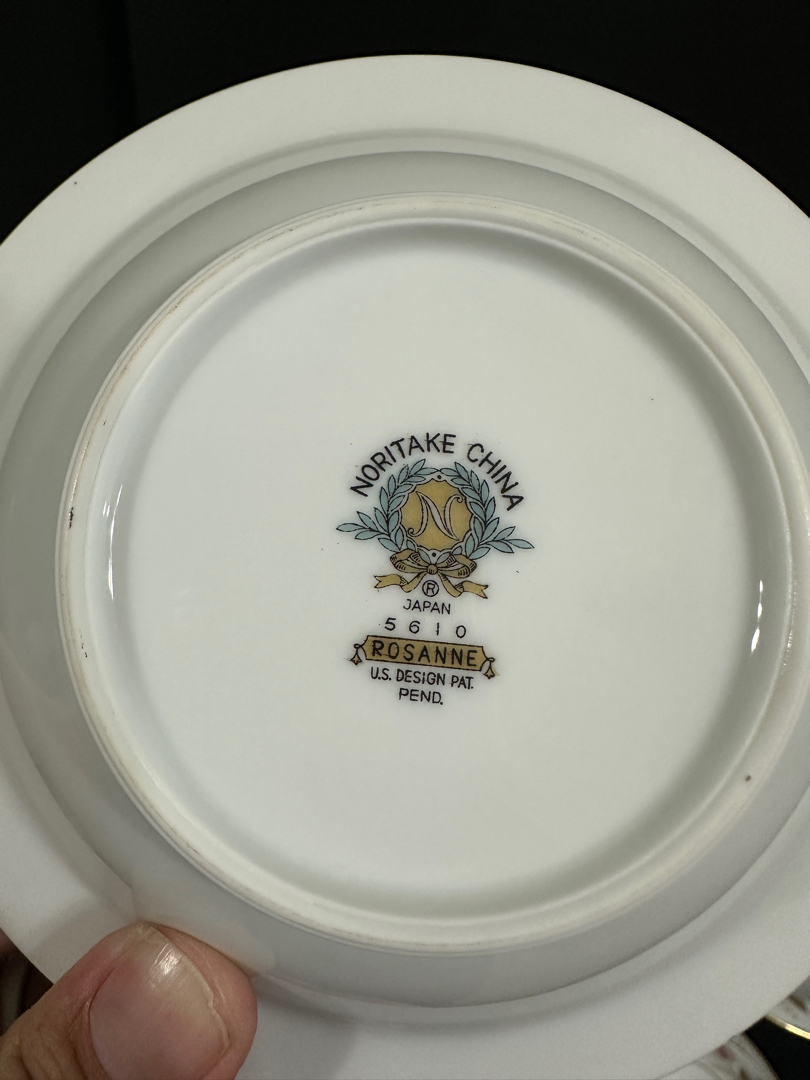 NORITAKE CHINA
N
®
JAPAN
5610
ROSANNE
U.S. DESIGN PAT.
PEND.